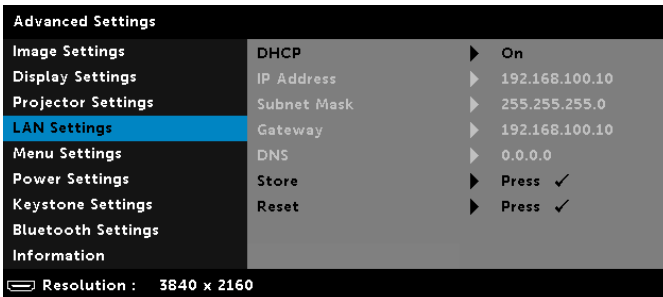 Advanced Settings
Image Settings DHCP On
Display Settings IP Address 192.168.100.10
Projector Settings Subnet Mask 255.255.255.0
LAN Settings Gateway 192.168.100.10
Menu Settings DNS 0.0.0.0
Power Settings Store Press ✓
Keystone Settings Reset Press ✓
Bluetooth Settings
Information
Resolution : 3840 x 2160